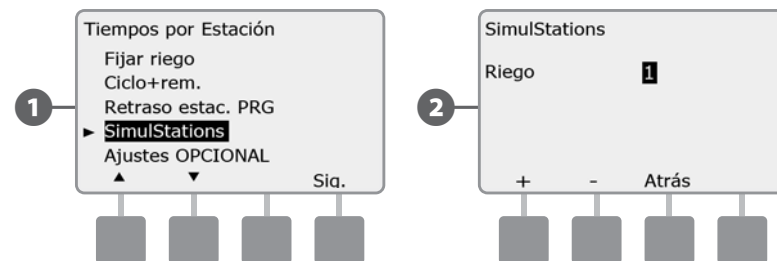 Tiempos por Estación
Fijar riego
Ciclo+rem.
Retraso estac. PRG
► SimulStations
Ajustes OPCIONAL
▲ ▼ Sig.
1
SimulStations
Riego 1
+ - Atrás
2